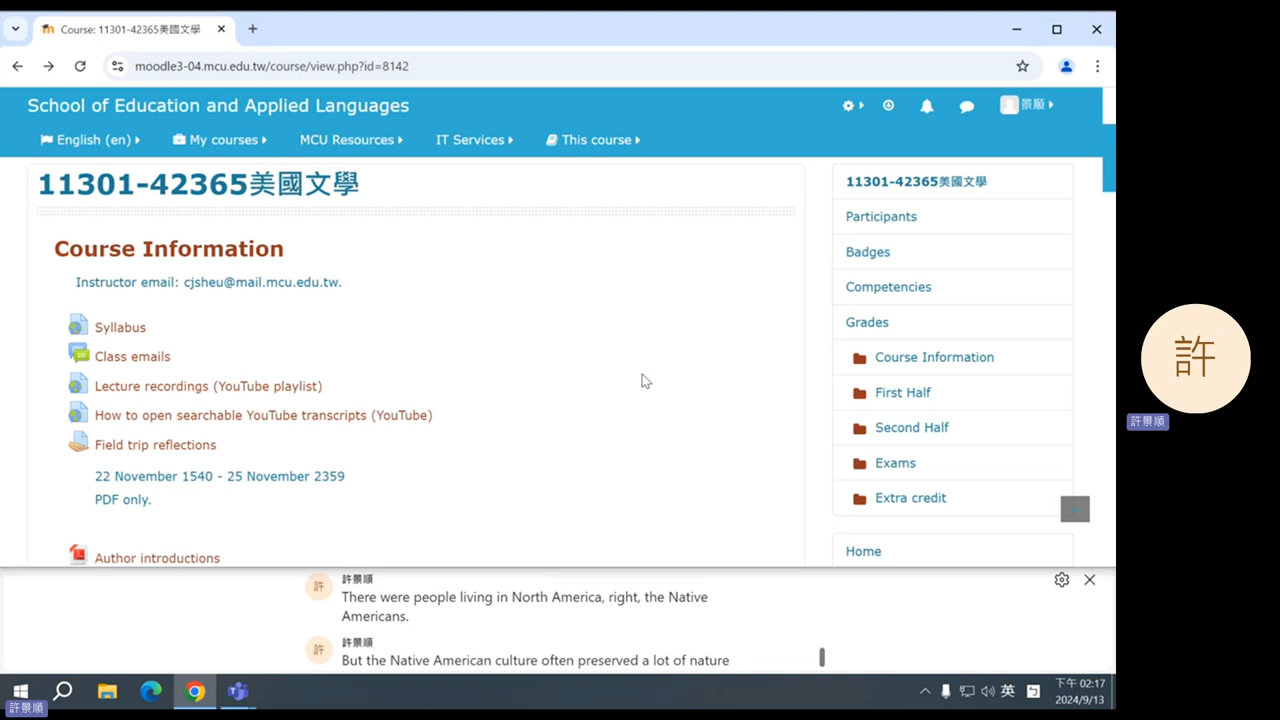 Course: 11301-42365美國文學
moodle3-04.mcu.edu.tw/course/view.php?id=8142
School of Education and Applied Languages
景順
English (en)
My courses
MCU Resources
IT Services
This course
11301-42365美國文學
Course Information
Instructor email: cjsheu@mail.mcu.edu.tw.
Syllabus
Class emails
Lecture recordings (YouTube playlist)
How to open searchable YouTube transcripts (YouTube)
Field trip reflections
22 November 1540 - 25 November 2359
PDF only.
Author introductions
11301-42365美國文學
Participants
Badges
Competencies
Grades
Course Information
First Half
Second Half
Exams
Extra credit
Home
許
許景順
許
許景順
There were people living in North America, right, the Native
Americans.
許
許景順
But the Native American culture often preserved a lot of nature
英
下午 02:17
2024/9/13
許景順